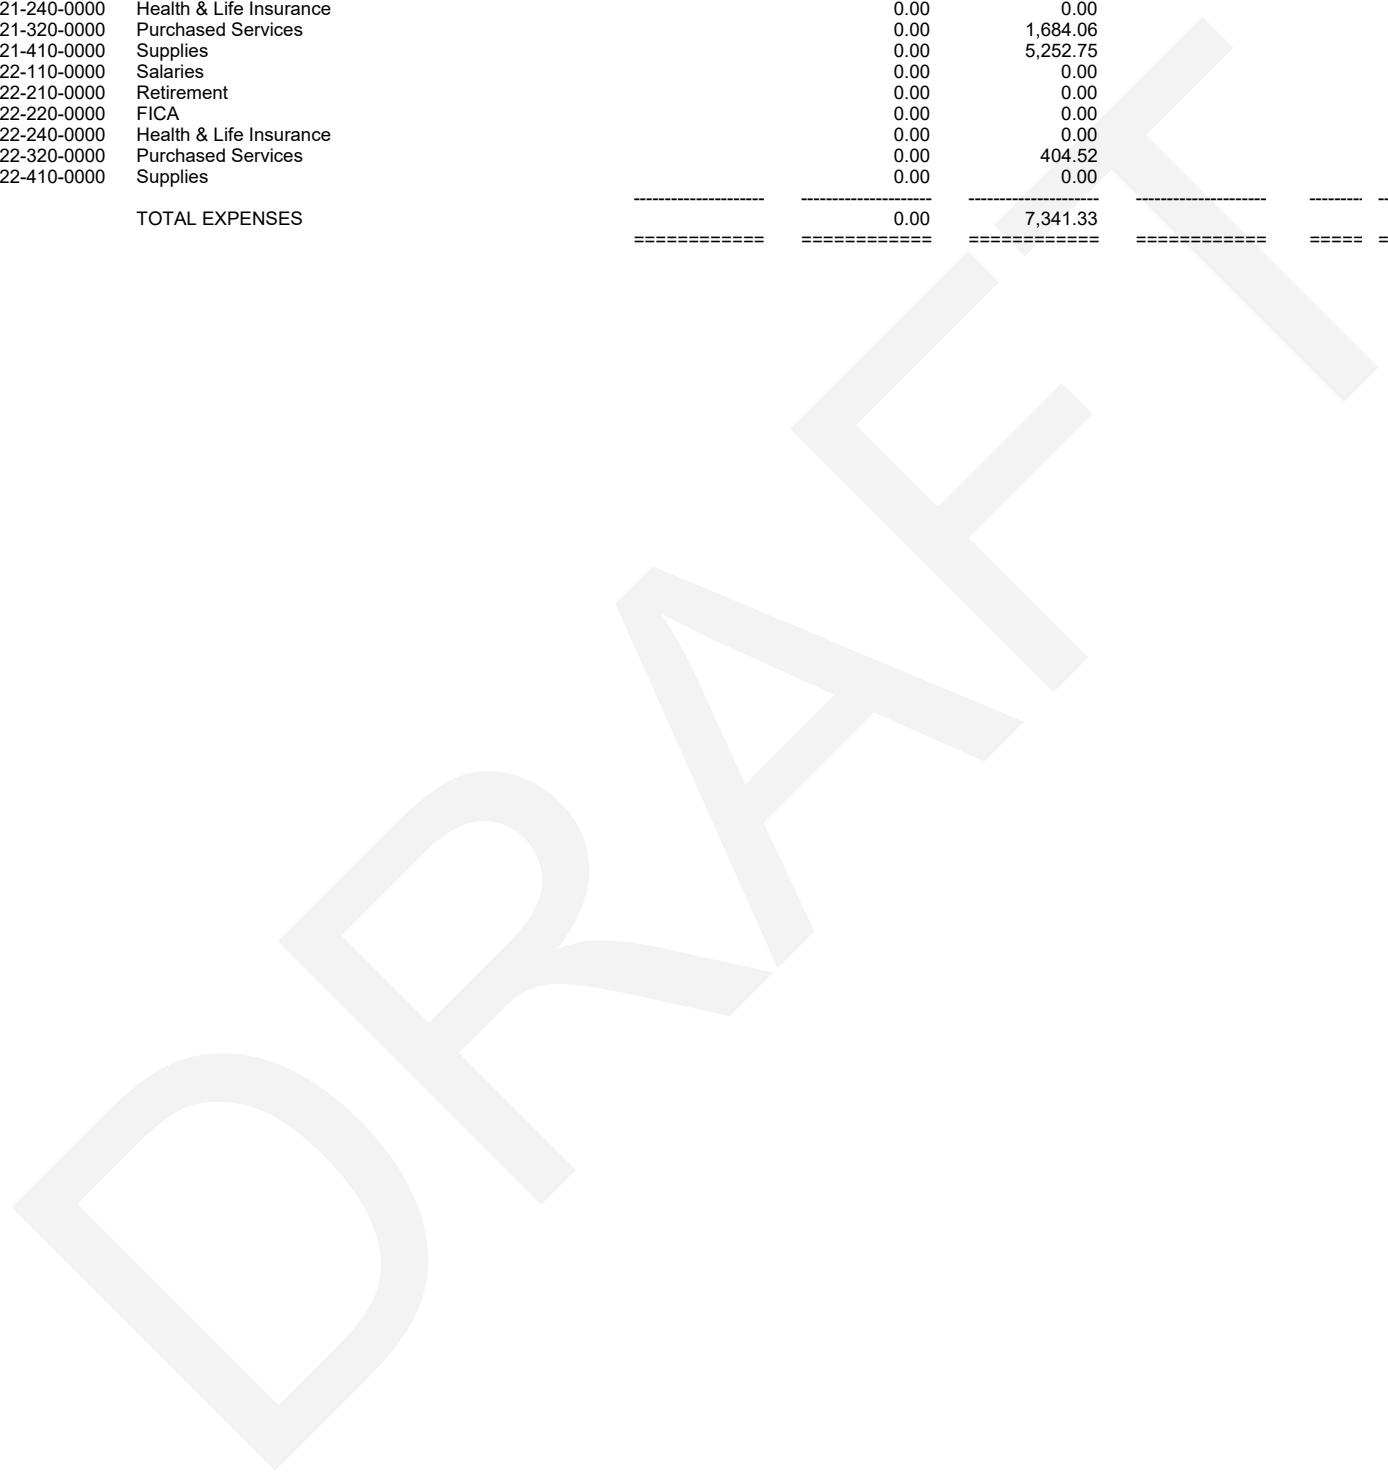 21-240-0000 Health & Life Insurance 0.00 0.00
21-320-0000 Purchased Services 0.00 1,684.06
21-410-0000 Supplies 0.00 5,252.75
22-110-0000 Salaries 0.00 0.00
22-210-0000 Retirement 0.00 0.00
22-220-0000 FICA 0.00 0.00
22-240-0000 Health & Life Insurance 0.00 0.00
22-320-0000 Purchased Services 0.00 404.52
22-410-0000 Supplies 0.00 0.00
--------------------- --------------------- --------------------- --------------------- -------- --
TOTAL EXPENSES 0.00 7,341.33
============ ============ ============ ============ ===== =
DRAFT